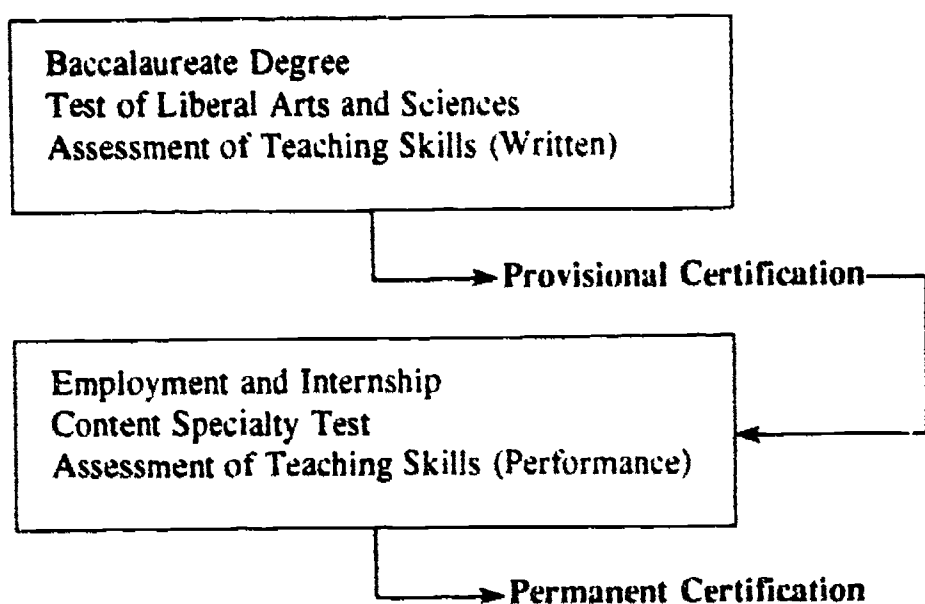 Baccalaureate Degree
Test of Liberal Arts and Sciences
Assessment of Teaching Skills (Written)
Provisional Certification
Employment and Internship
Content Specialty Test
Assessment of Teaching Skills (Performance)
Permanent Certification